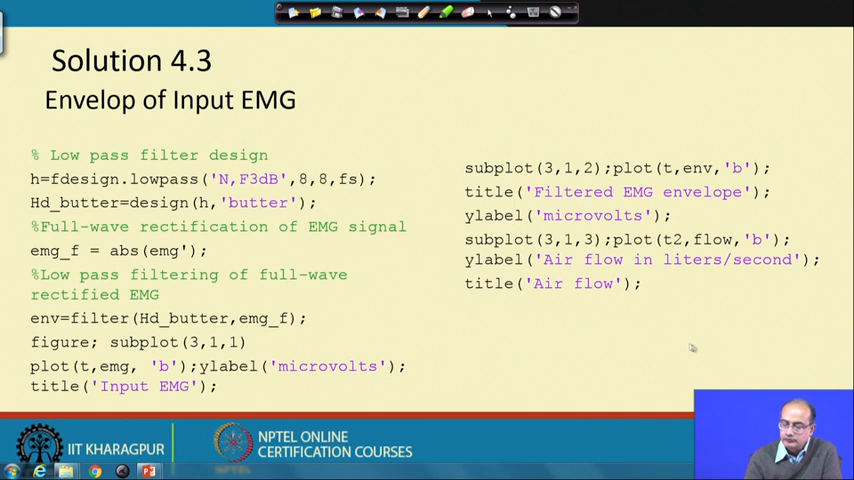 Solution 4.3
Envelop of Input EMG
% Low pass filter design
h=fdesign.lowpass('N,F3dB',8,8,fs);
Hd_butter=design(h,'butter');
%Full-wave rectification of EMG signal
emg_f = abs(emg');
%Low pass filtering of full-wave
rectified EMG
env=filter(Hd_butter,emg_f);
figure; subplot(3,1,1)
plot(t,emg, 'b');ylabel('microvolts');
title('Input EMG');
subplot(3,1,2);plot(t,env,'b');
title('Filtered EMG envelope');
ylabel('microvolts');
subplot(3,1,3);plot(t2,flow,'b');
ylabel('Air flow in liters/second');
title('Air flow');
IIT KHARAGPUR
NPTEL ONLINE
CERTIFICATION COURSES
NPTEL